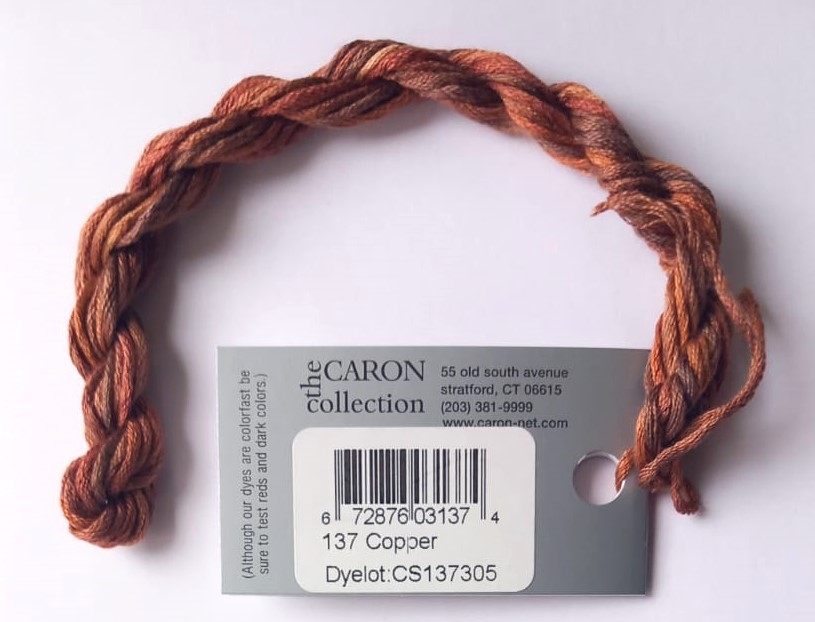 (Although our dyes are colorfast be
sure to test reds and dark colors.)
the CARON
collection
55 old south avenue
stratford, CT 06615
(203) 381-9999
www.caron-net.com
6 72876 03137 4
137 Copper
Dyelot:CS137305